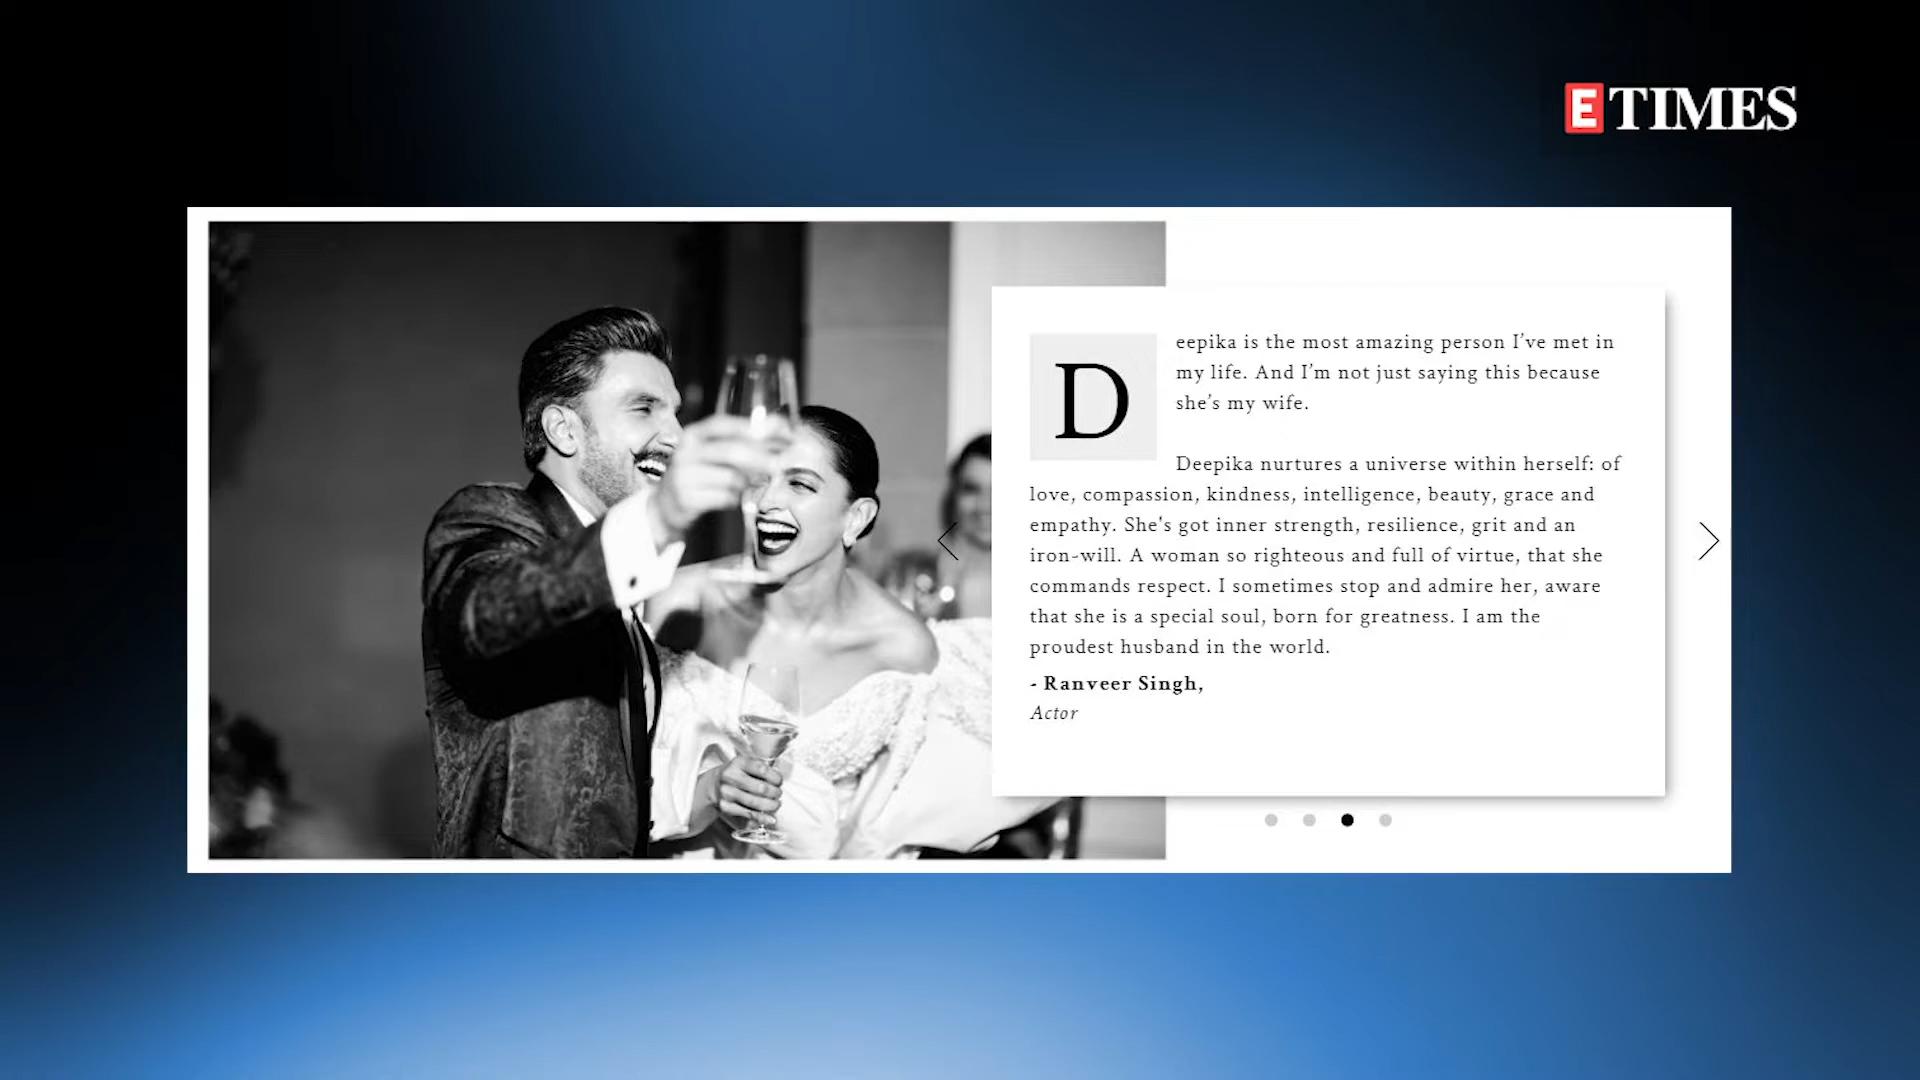 E TIMES
Deepika is the most amazing person I’ve met in
my life. And I’m not just saying this because
she’s my wife.
Deepika nurtures a universe within herself: of
love, compassion, kindness, intelligence, beauty, grace and
empathy. She's got inner strength, resilience, grit and an
iron-will. A woman so righteous and full of virtue, that she
commands respect. I sometimes stop and admire her, aware
that she is a special soul, born for greatness. I am the
proudest husband in the world.
- Ranveer Singh,
Actor